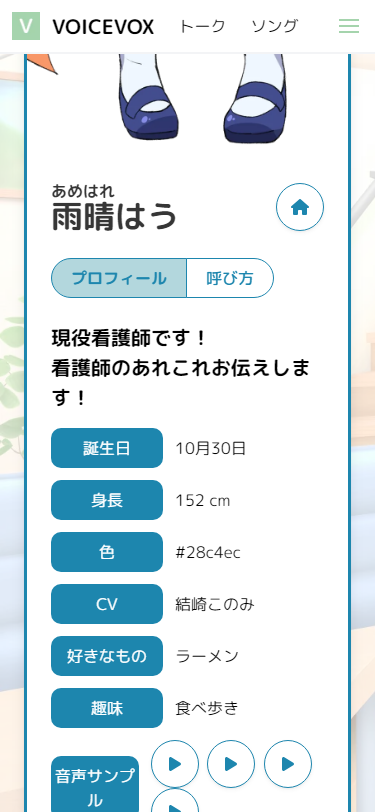 V VOICEVOX トーク ソング
あめはれ
雨晴はう
プロフィール 呼び方
現役看護師です！
看護師のあれこれお伝えしま
す！
誕生日 10月30日
身長 152 cm
色 #28c4ec
CV 結崎このみ
好きなもの ラーメン
趣味 食べ歩き
音声サンプ
ル